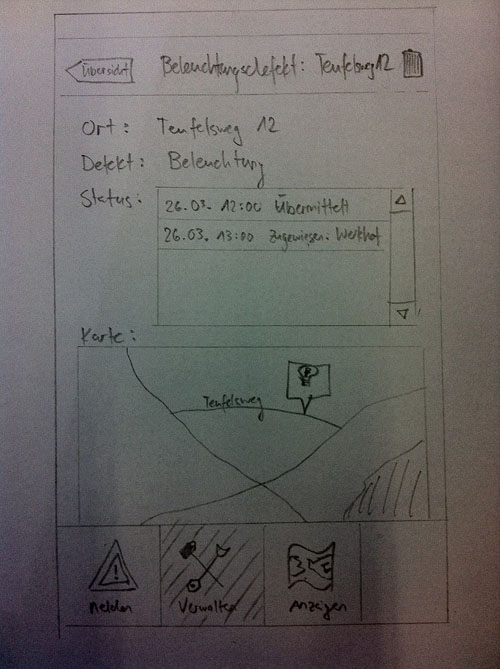 Übersicht
Beleuchtungsdefekt: Teufelsweg 12
Ort: Teufelsweg 12
Defekt: Beleuchtung
Status:
26.03. 12:00 Übermittelt
26.03. 13:00 Zugewiesen: Werkhof
Karte:
Teufelsweg
!
Melden
Verwalten
Anzeigen